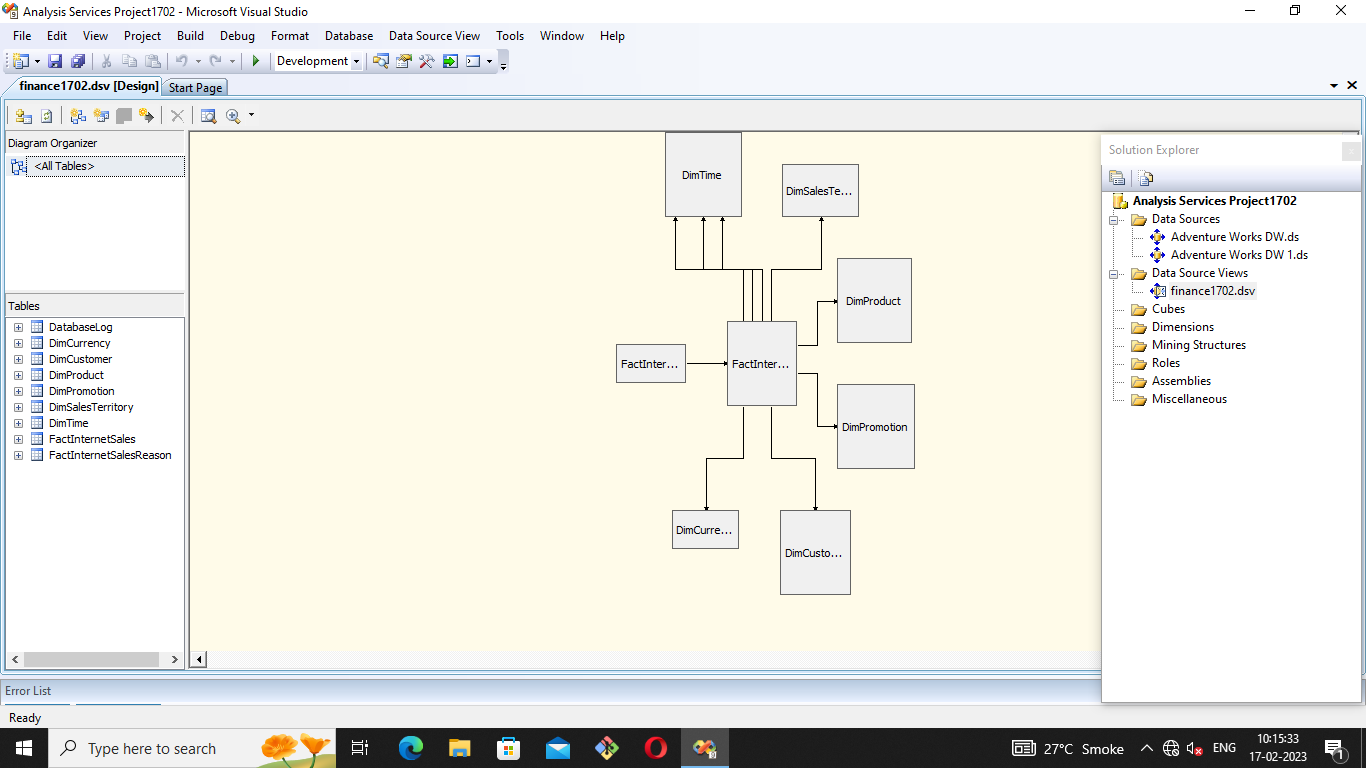 Analysis Services Project1702 - Microsoft Visual Studio
File Edit View Project Build Debug Format Database Data Source View Tools Window Help
Development
finance1702.dsv [Design] Start Page
Diagram Organizer
<All Tables>
Tables
DatabaseLog
DimCurrency
DimCustomer
DimProduct
DimPromotion
DimSalesTerritory
DimTime
FactInternetSales
FactInternetSalesReason
DimTime
DimSalesTe...
DimProduct
FactInter...
FactInter...
DimPromotion
DimCurre...
DimCusto...
Solution Explorer
Analysis Services Project1702
Data Sources
Adventure Works DW.ds
Adventure Works DW 1.ds
Data Source Views
finance1702.dsv
Cubes
Dimensions
Mining Structures
Roles
Assemblies
Miscellaneous
Error List
Ready
Type here to search
27°C Smoke
ENG
10:15:33
17-02-2023
1